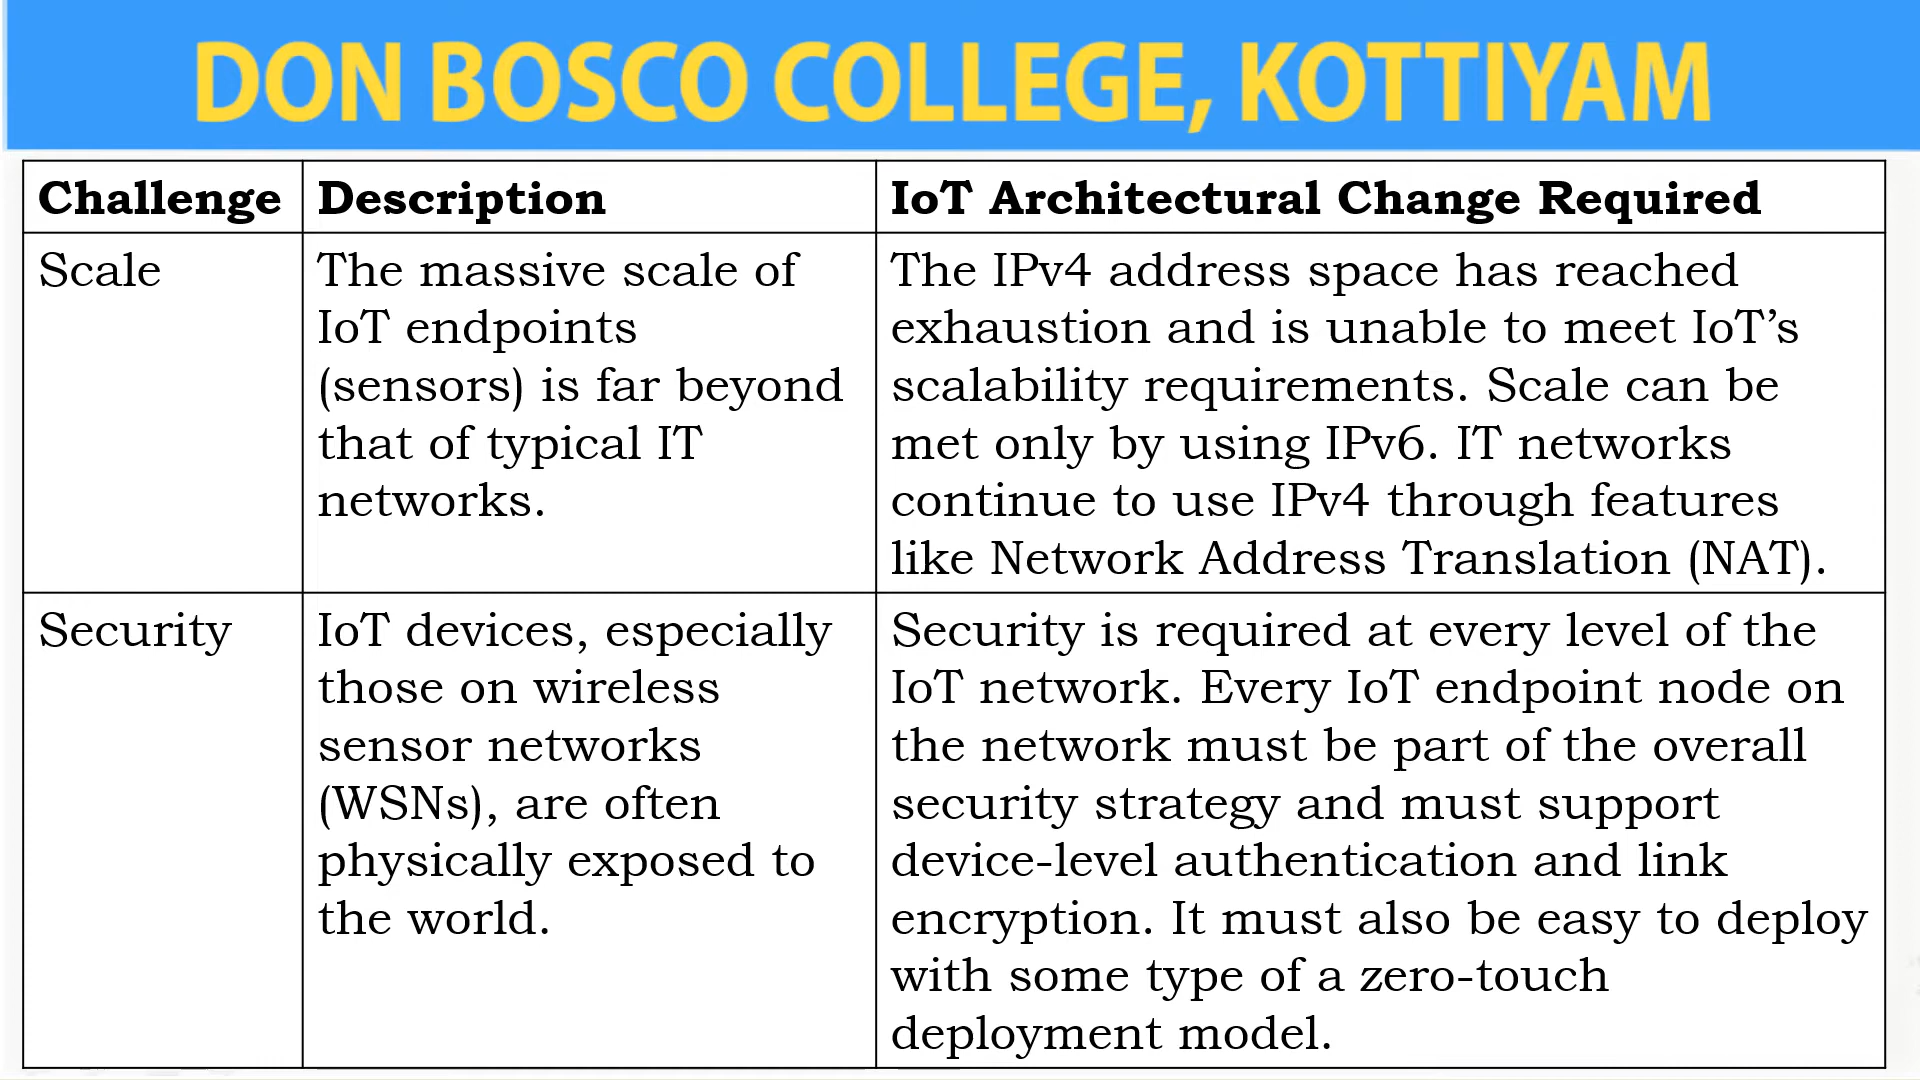 DON BOSCO COLLEGE, KOTTIYAM
Challenge
Description
IoT Architectural Change Required
Scale
The massive scale of
IoT endpoints
(sensors) is far beyond
that of typical IT
networks.
The IPv4 address space has reached
exhaustion and is unable to meet IoT’s
scalability requirements. Scale can be
met only by using IPv6. IT networks
continue to use IPv4 through features
like Network Address Translation (NAT).
Security
IoT devices, especially
those on wireless
sensor networks
(WSNs), are often
physically exposed to
the world.
Security is required at every level of the
IoT network. Every IoT endpoint node on
the network must be part of the overall
security strategy and must support
device-level authentication and link
encryption. It must also be easy to deploy
with some type of a zero-touch
deployment model.